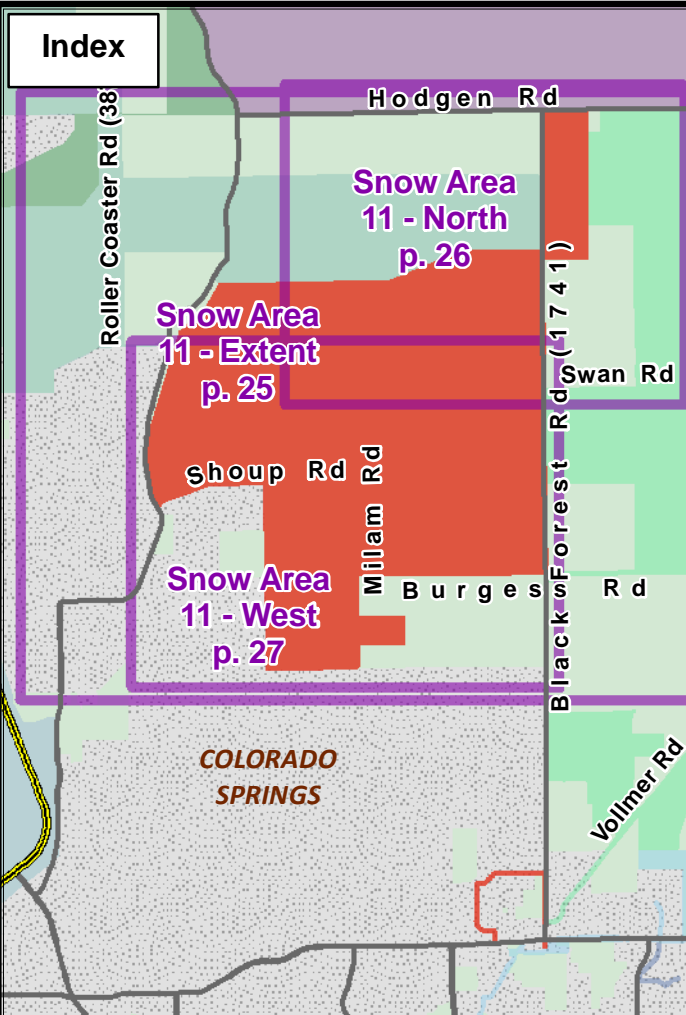 Index
Hodgen Rd
Roller Coaster Rd (38
Snow Area
11 - North
p. 26
Snow Area
11 - Extent
p. 25
Swan Rd
Black Forest Rd (1741)
Shoup Rd
Milam Rd
Snow Area
11 - West
p. 27
Burgess Rd
COLORADO
SPRINGS
Vollmer Rd